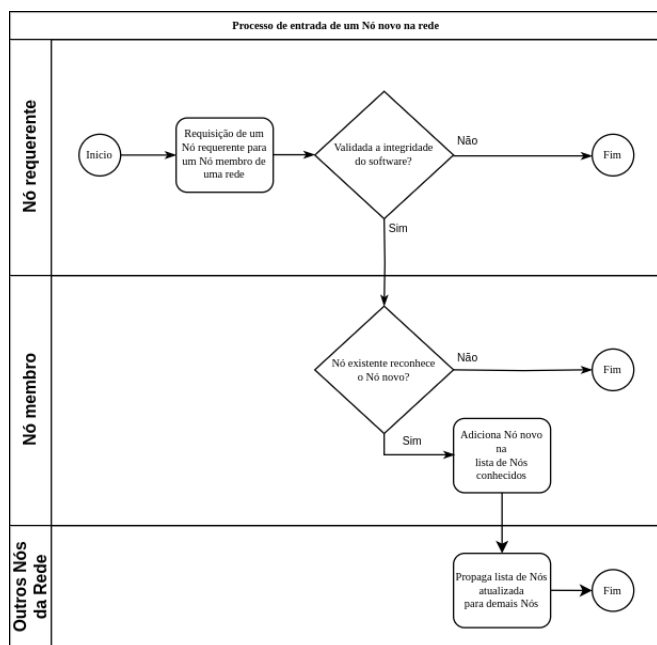 Processo de entrada de um Nó novo na rede
Nó requerente
Inicio
Requisição de um
Nó requerente para
um Nó membro de
uma rede
Validada a integridade
do software?
Não
Fim
Sim
Nó membro
Nó existente reconhece
o Nó novo?
Não
Fim
Sim
Adiciona Nó novo
na
lista de Nós
conhecidos
Outros Nós
da Rede
Propaga lista de Nós
atualizada
para demais Nós
Fim